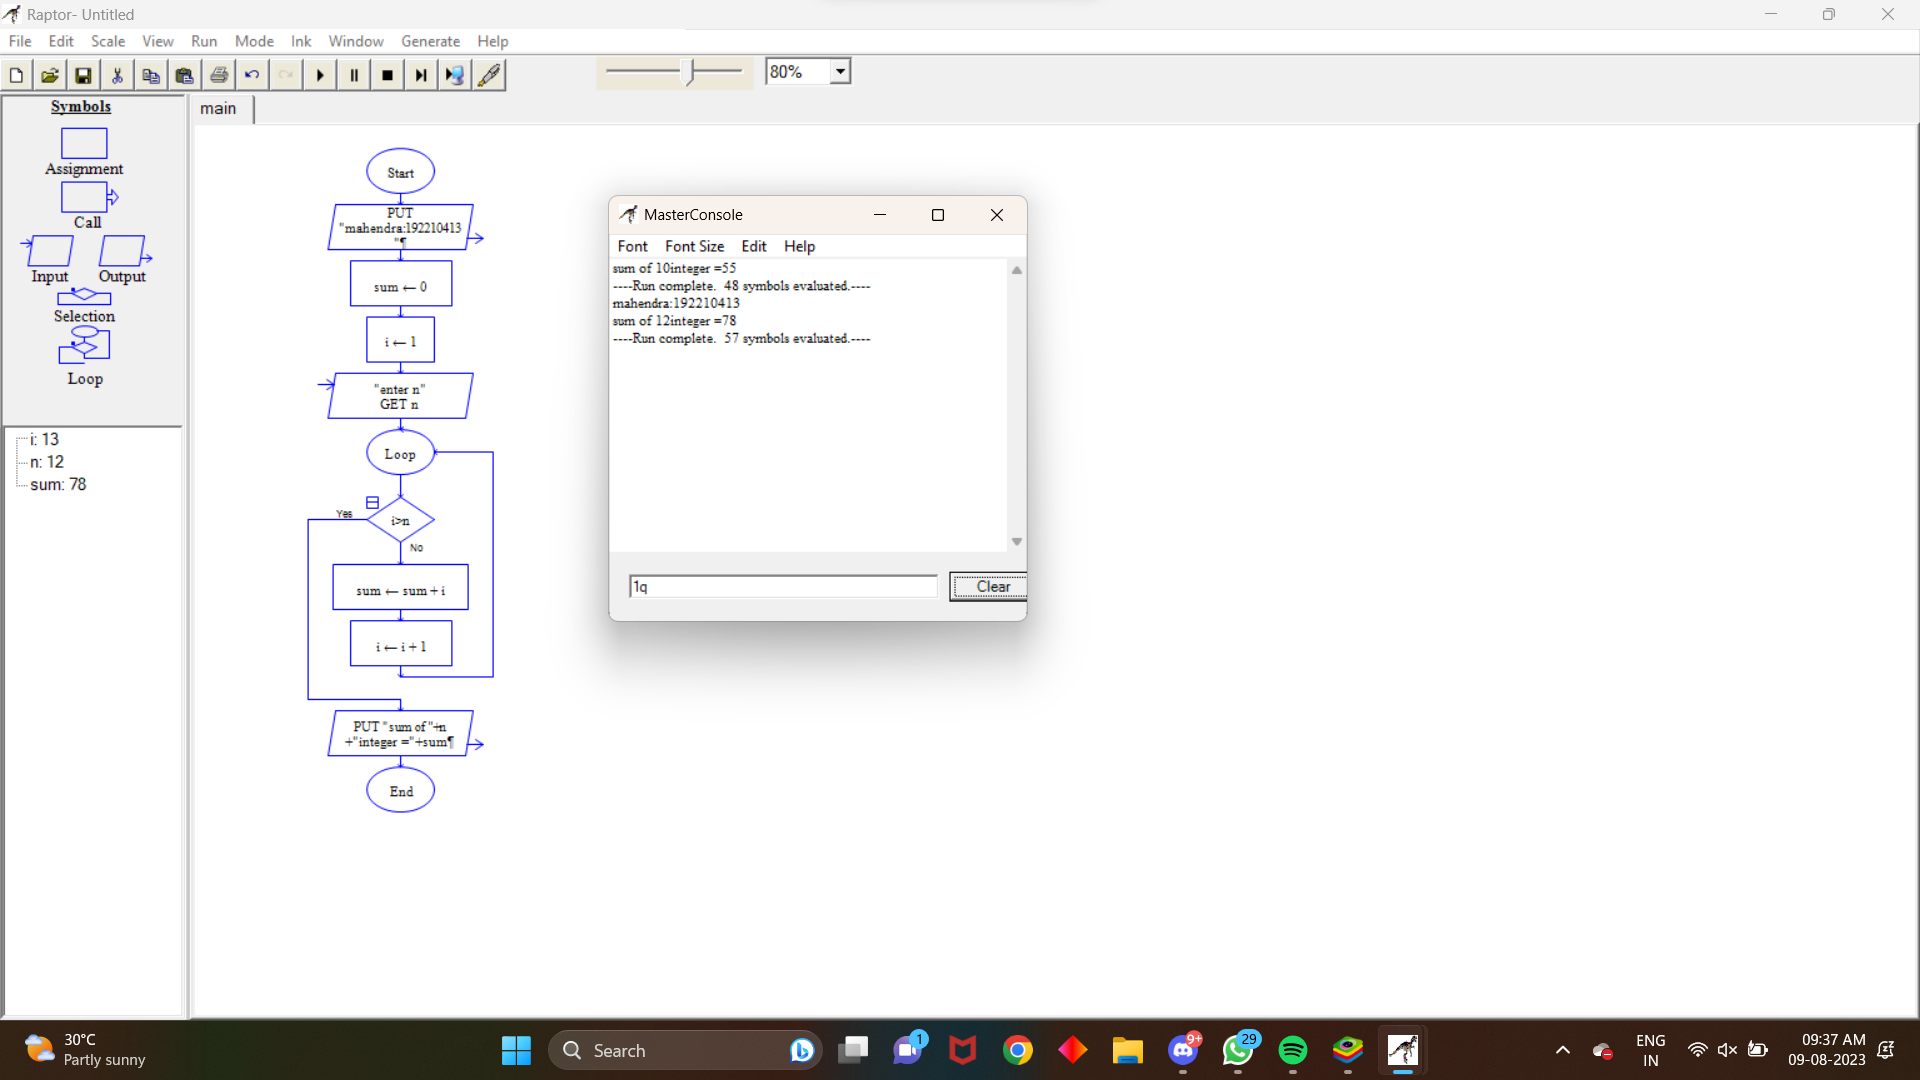 Raptor- Untitled
File Edit Scale View Run Mode Ink Window Generate Help
80%
Symbols
Assignment
Call
Input Output
Selection
Loop
i: 13
n: 12
sum: 78
main
Start
PUT
"mahendra:192210413
"¶
sum ← 0
i ← 1
"enter n"
GET n
Loop
Yes
i>n
No
sum ← sum + i
i ← i + 1
PUT "sum of "+n
+"integer ="+sum¶
End
MasterConsole
Font Font Size Edit Help
sum of 10integer =55
----Run complete. 48 symbols evaluated.----
mahendra:192210413
sum of 12integer =78
----Run complete. 57 symbols evaluated.----
1q
Clear
30°C
Partly sunny
Search
1
9+
29
ENG
IN
09:37 AM
09-08-2023